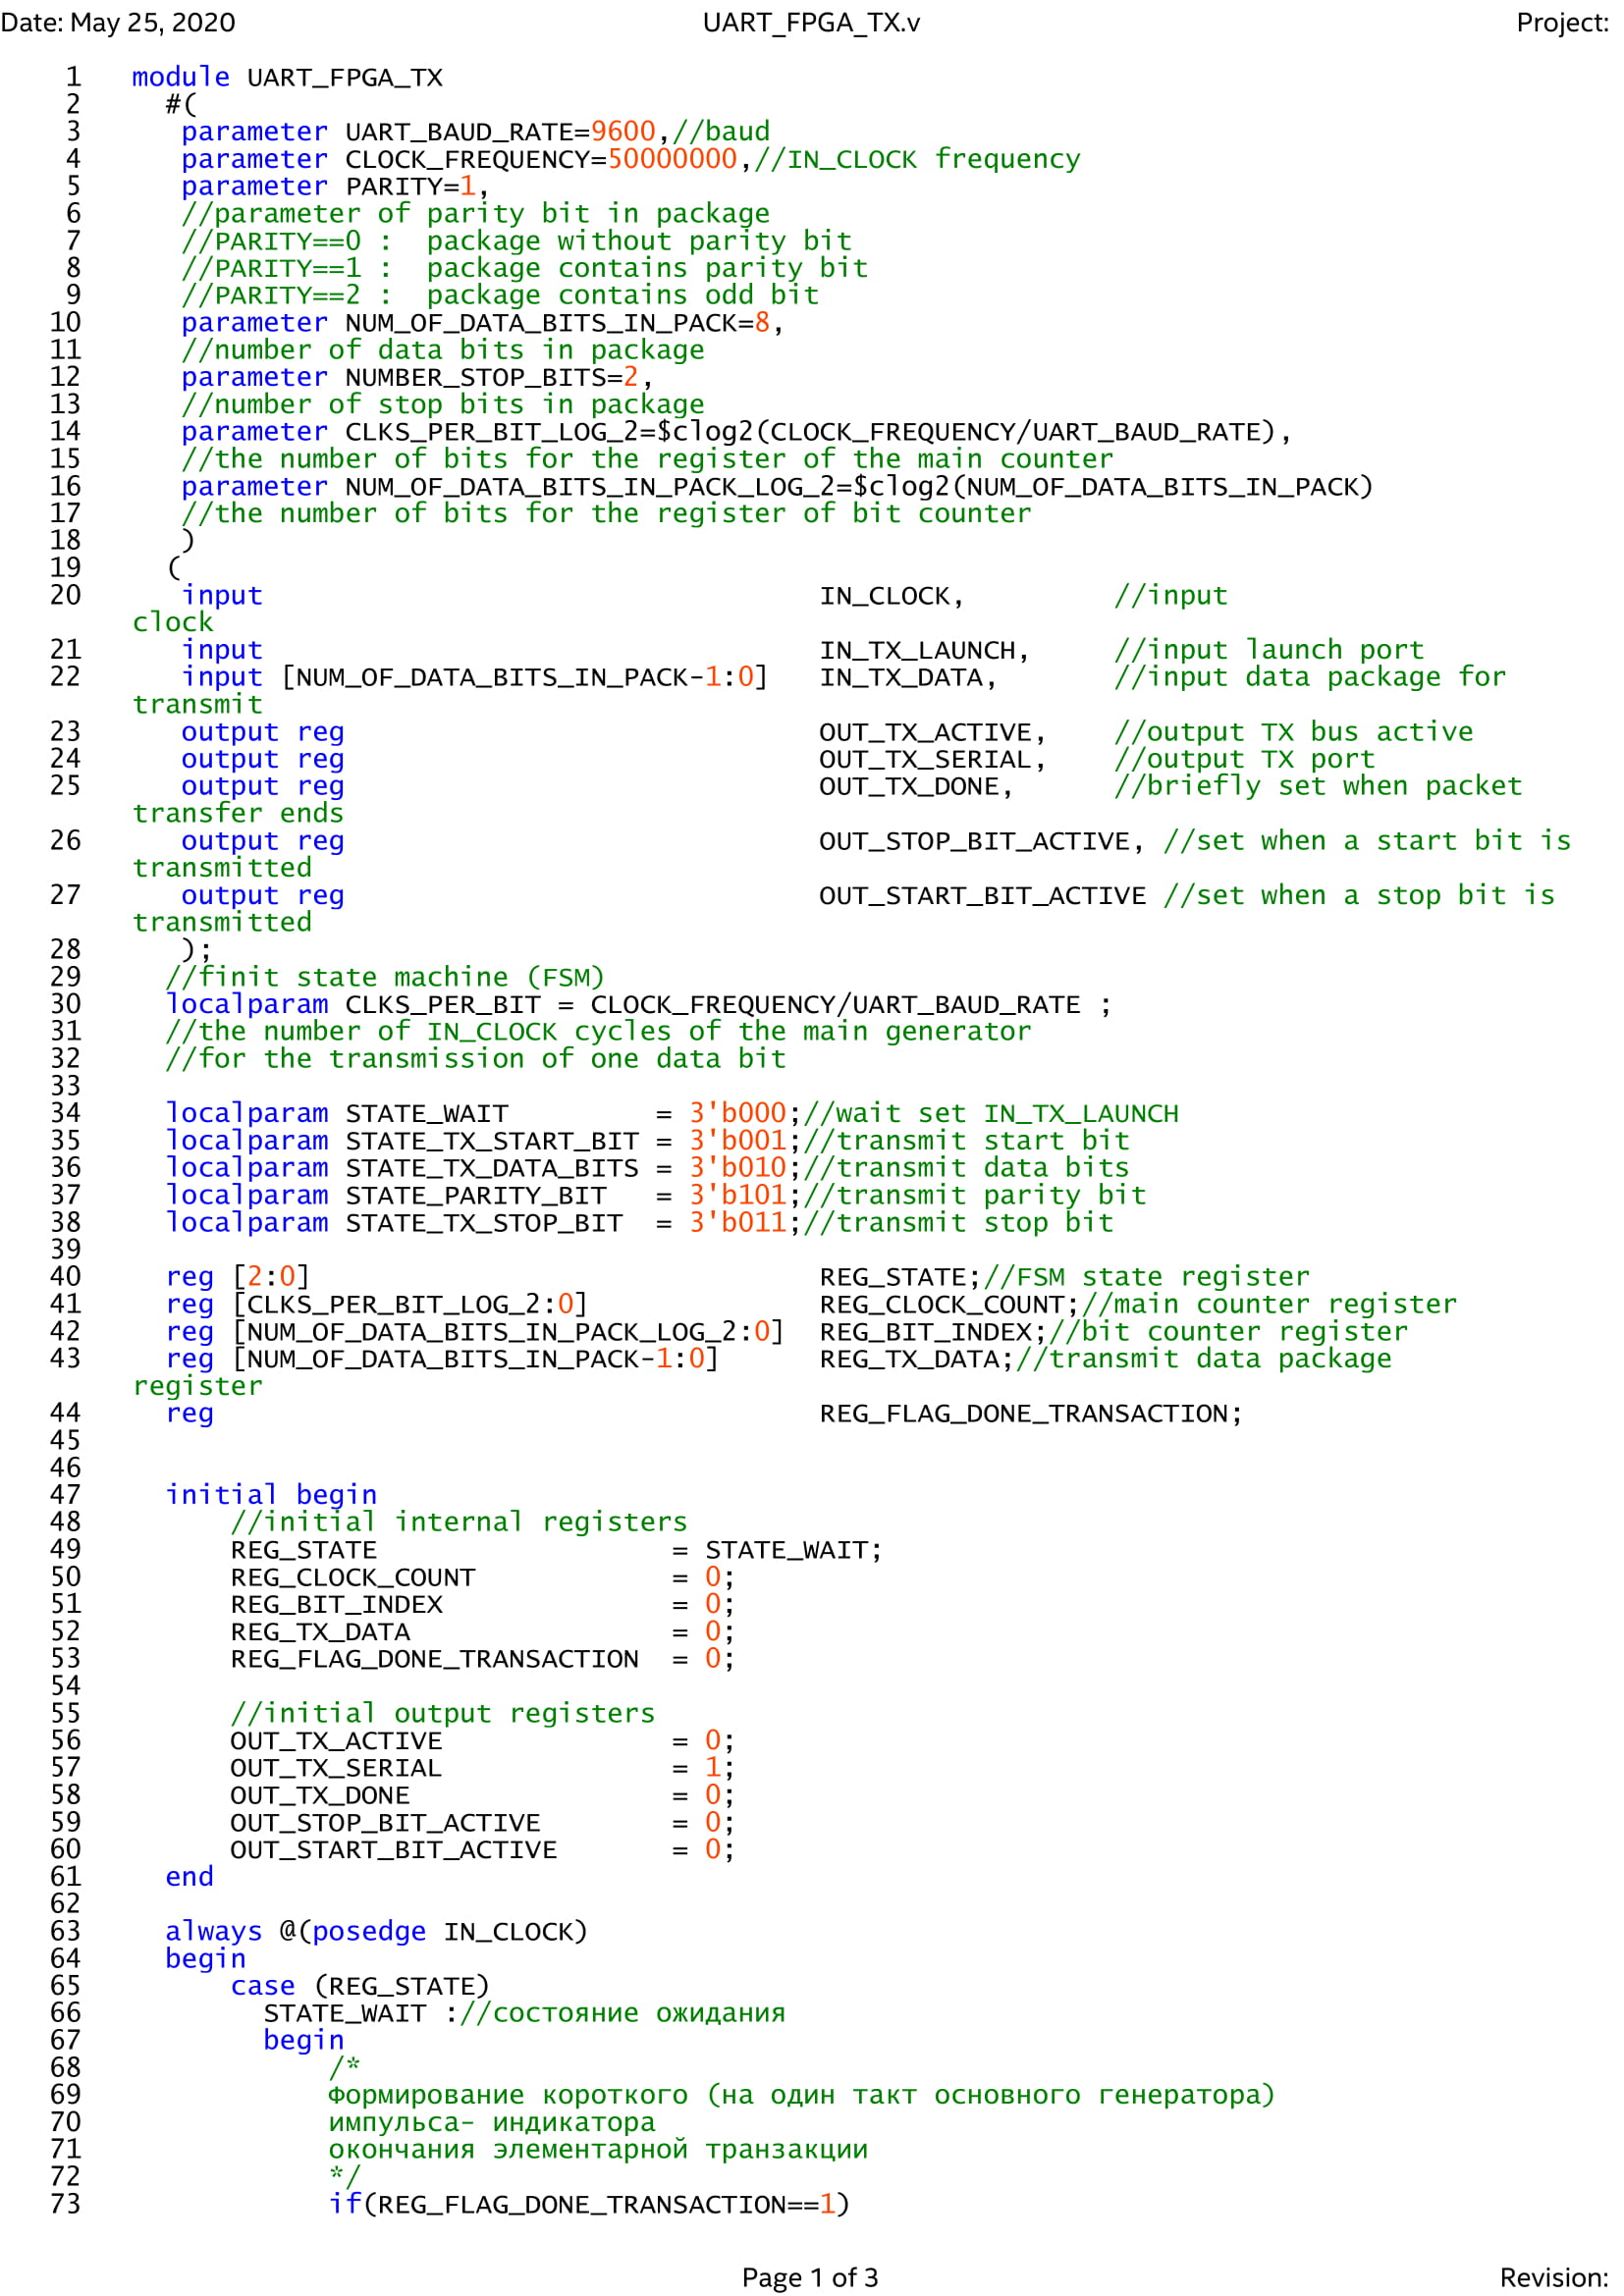 Date: May 25, 2020 UART_FPGA_TX.v Project:
1 module UART_FPGA_TX
2 #(
3 parameter UART_BAUD_RATE=9600,//baud
4 parameter CLOCK_FREQUENCY=50000000,//IN_CLOCK frequency
5 parameter PARITY=1,
6 //parameter of parity bit in package
7 //PARITY==0 : package without parity bit
8 //PARITY==1 : package contains parity bit
9 //PARITY==2 : package contains odd bit
10 parameter NUM_OF_DATA_BITS_IN_PACK=8,
11 //number of data bits in package
12 parameter NUMBER_STOP_BITS=2,
13 //number of stop bits in package
14 parameter CLKS_PER_BIT_LOG_2=$clog2(CLOCK_FREQUENCY/UART_BAUD_RATE),
15 //the number of bits for the register of the main counter
16 parameter NUM_OF_DATA_BITS_IN_PACK_LOG_2=$clog2(NUM_OF_DATA_BITS_IN_PACK)
17 //the number of bits for the register of bit counter
18 )
19 (
20 input IN_CLOCK, //input
clock
21 input IN_TX_LAUNCH, //input launch port
22 input [NUM_OF_DATA_BITS_IN_PACK-1:0] IN_TX_DATA, //input data package for
transmit
23 output reg OUT_TX_ACTIVE, //output TX bus active
24 output reg OUT_TX_SERIAL, //output TX port
25 output reg OUT_TX_DONE, //briefly set when packet
transfer ends
26 output reg OUT_STOP_BIT_ACTIVE, //set when a start bit is
transmitted
27 output reg OUT_START_BIT_ACTIVE //set when a stop bit is
transmitted
28 );
29 //finit state machine (FSM)
30 localparam CLKS_PER_BIT = CLOCK_FREQUENCY/UART_BAUD_RATE ;
31 //the number of IN_CLOCK cycles of the main generator
32 //for the transmission of one data bit
33
34 localparam STATE_WAIT = 3'b000;//wait set IN_TX_LAUNCH
35 localparam STATE_TX_START_BIT = 3'b001;//transmit start bit
36 localparam STATE_TX_DATA_BITS = 3'b010;//transmit data bits
37 localparam STATE_PARITY_BIT = 3'b101;//transmit parity bit
38 localparam STATE_TX_STOP_BIT = 3'b011;//transmit stop bit
39
40 reg [2:0] REG_STATE;//FSM state register
41 reg [CLKS_PER_BIT_LOG_2:0] REG_CLOCK_COUNT;//main counter register
42 reg [NUM_OF_DATA_BITS_IN_PACK_LOG_2:0] REG_BIT_INDEX;//bit counter register
43 reg [NUM_OF_DATA_BITS_IN_PACK-1:0] REG_TX_DATA;//transmit data package
register
44 reg REG_FLAG_DONE_TRANSACTION;
45
46
47 initial begin
48 //initial internal registers
49 REG_STATE = STATE_WAIT;
50 REG_CLOCK_COUNT = 0;
51 REG_BIT_INDEX = 0;
52 REG_TX_DATA = 0;
53 REG_FLAG_DONE_TRANSACTION = 0;
54
55 //initial output registers
56 OUT_TX_ACTIVE = 0;
57 OUT_TX_SERIAL = 1;
58 OUT_TX_DONE = 0;
59 OUT_STOP_BIT_ACTIVE = 0;
60 OUT_START_BIT_ACTIVE = 0;
61 end
62
63 always @(posedge IN_CLOCK)
64 begin
65 case (REG_STATE)
66 STATE_WAIT ://состояние ожидания
67 begin
68 /*
69 Формирование короткого (на один такт основного генератора)
70 импульса- индикатора
71 окончания элементарной транзакции
72 */
73 if(REG_FLAG_DONE_TRANSACTION==1)
Page 1 of 3 Revision: